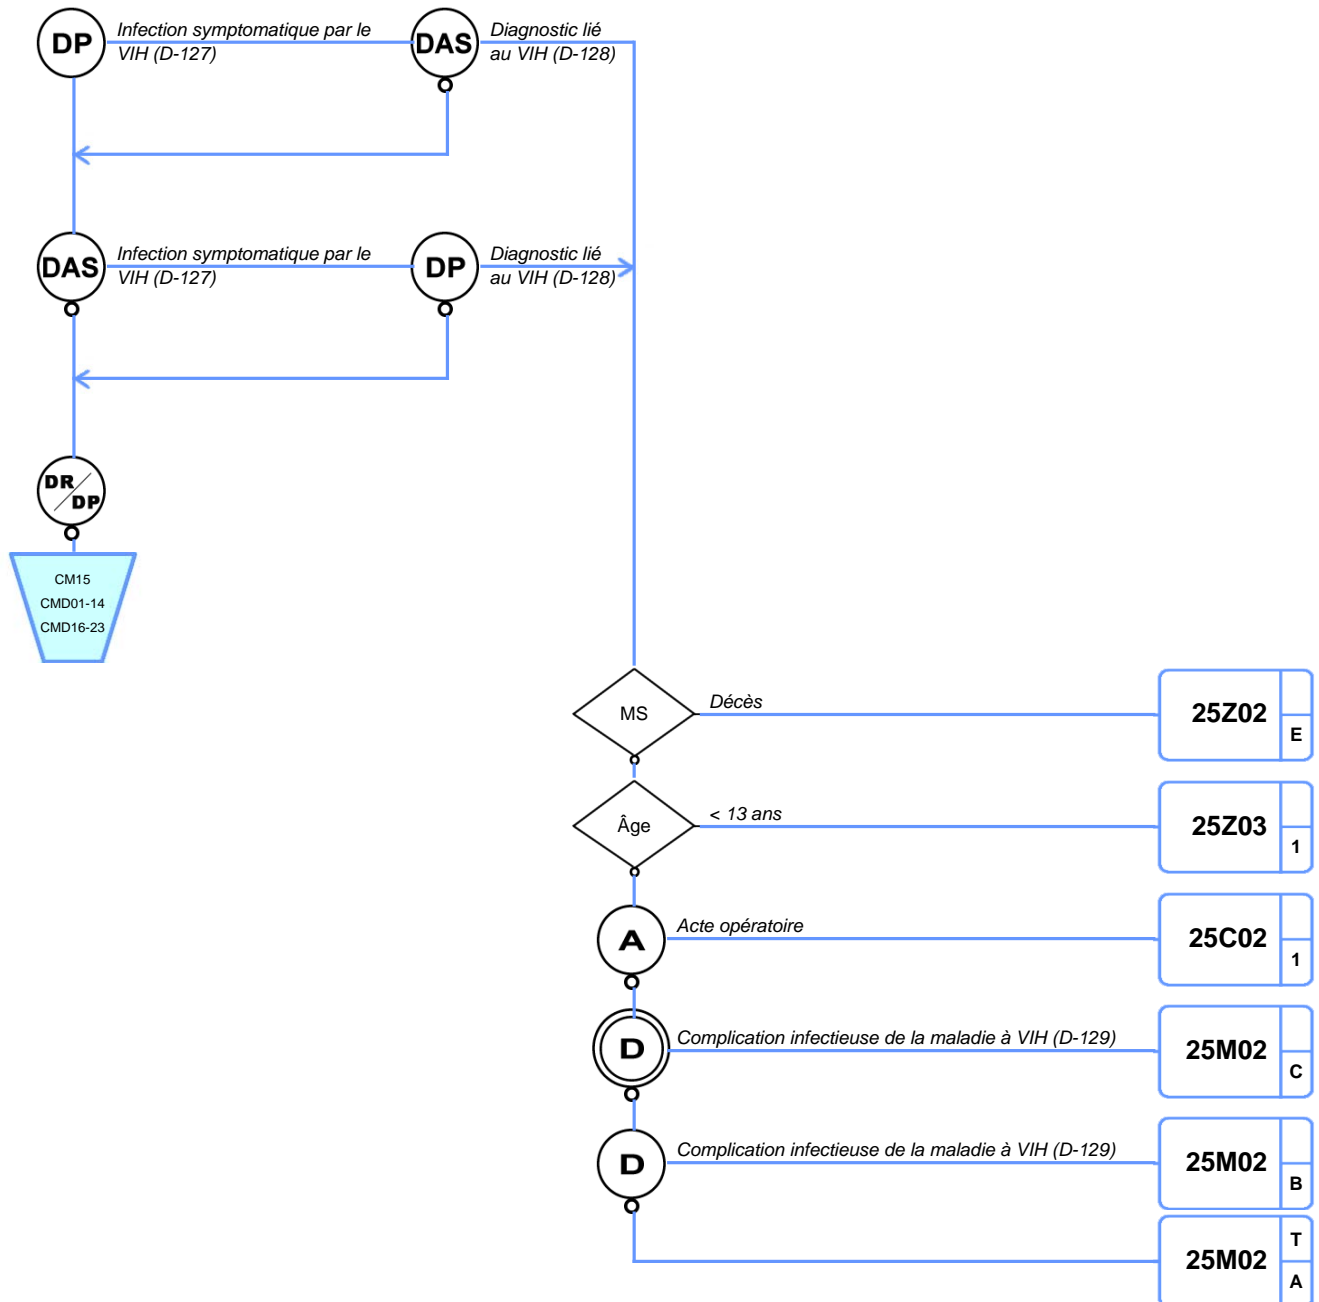 DP
Infection symptomatique par le
VIH (D-127)
DAS
Diagnostic lié
au VIH (D-128)
DAS
Infection symptomatique par le
VIH (D-127)
DP
Diagnostic lié
au VIH (D-128)
DR
DP
CM15
CMD01-14
CMD16-23
MS
Décès
25Z02
E
Âge
< 13 ans
25Z03
1
A
Acte opératoire
25C02
1
D
Complication infectieuse de la maladie à VIH (D-129)
25M02
C
D
Complication infectieuse de la maladie à VIH (D-129)
25M02
B
25M02
T
A